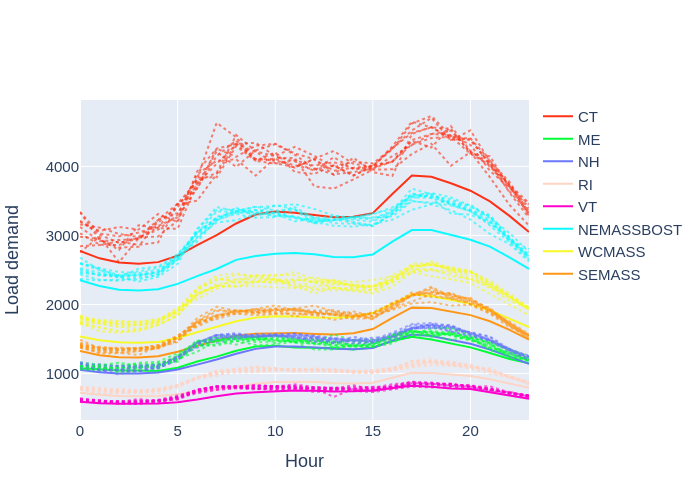 CT
ME
NH
RI
VT
NEMASSBOST
WCMASS
SEMASS
Load demand
4000
3000
2000
1000
0 5 10 15 20
Hour